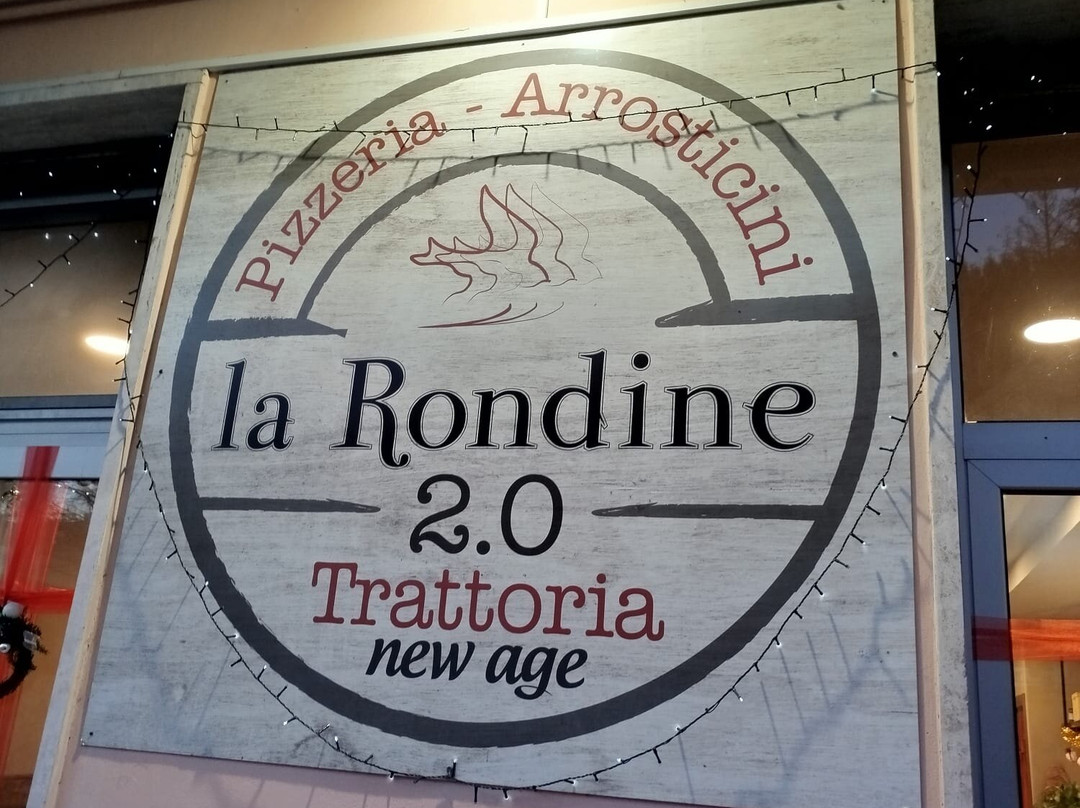 Pizzeria - Arrosticini
la Rondine
2.0
Trattoria
new age